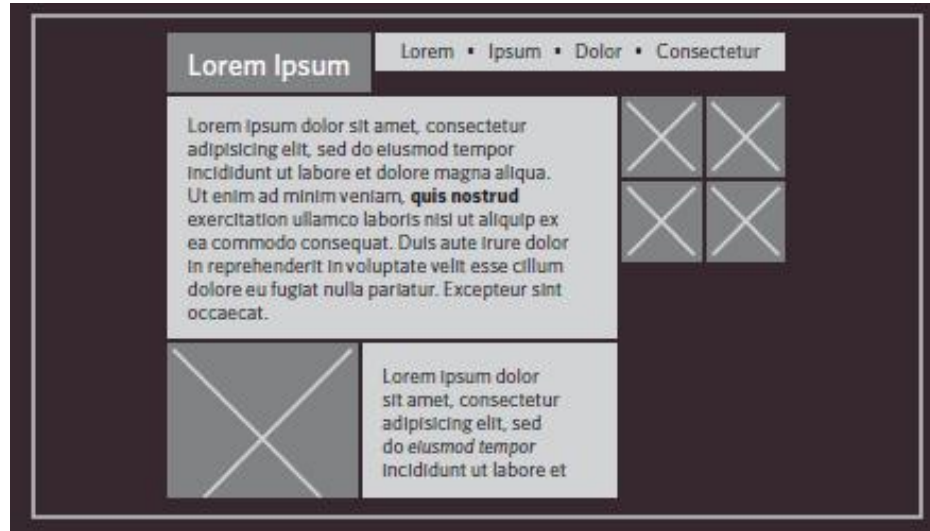 Lorem Ipsum
Lorem ▪ Ipsum ▪ Dolor ▪ Consectetur
Lorem ipsum dolor sit amet, consectetur
adipisicing elit, sed do eiusmod tempor
incididunt ut labore et dolore magna aliqua.
Ut enim ad minim veniam, quis nostrud
exercitation ullamco laboris nisi ut aliquip ex
ea commodo consequat. Duis aute irure dolor
in reprehenderit in voluptate velit esse cillum
dolore eu fugiat nulla pariatur. Excepteur sint
occaecat.
Lorem ipsum dolor
sit amet, consectetur
adipisicing elit, sed
do eiusmod tempor
incididunt ut labore et